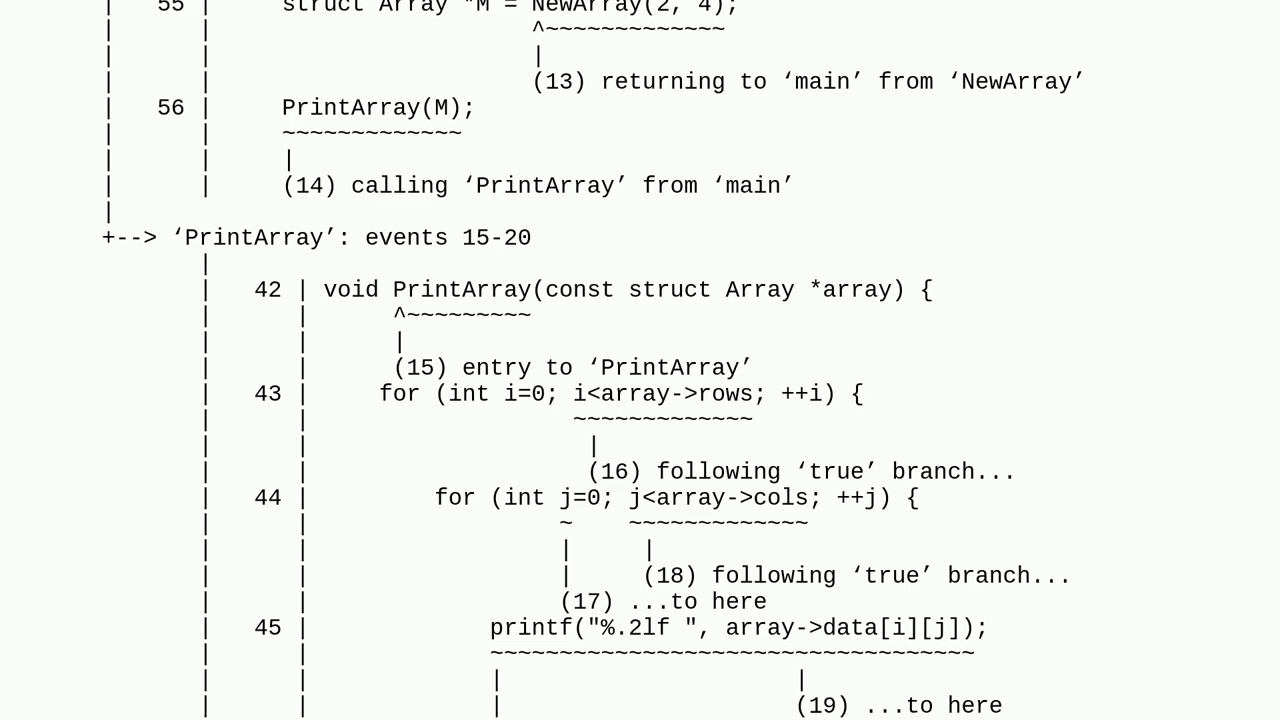 |   55 |     struct Array *M = NewArray(2, 4);
|      |                       ^~~~~~~~~~~~~~
|      |                       |
|      |                       (13) returning to ‘main’ from ‘NewArray’
|   56 |     PrintArray(M);
|      |     ~~~~~~~~~~~~~
|      |     |
|      |     (14) calling ‘PrintArray’ from ‘main’
|
+--> ‘PrintArray’: events 15-20
       |
       |   42 | void PrintArray(const struct Array *array) {
       |      |      ^~~~~~~~~~
       |      |      |
       |      |      (15) entry to ‘PrintArray’
       |   43 |     for (int i=0; i<array->rows; ++i) {
       |      |                   ~~~~~~~~~~~~~
       |      |                    |
       |      |                    (16) following ‘true’ branch...
       |   44 |         for (int j=0; j<array->cols; ++j) {
       |      |                  ~    ~~~~~~~~~~~~~
       |      |                  |     |
       |      |                  |     (18) following ‘true’ branch...
       |      |                  (17) ...to here
       |   45 |             printf("%.2lf ", array->data[i][j]);
       |      |             ~~~~~~~~~~~~~~~~~~~~~~~~~~~~~~~~~~~
       |      |             |                     |
       |      |             |                     (19) ...to here